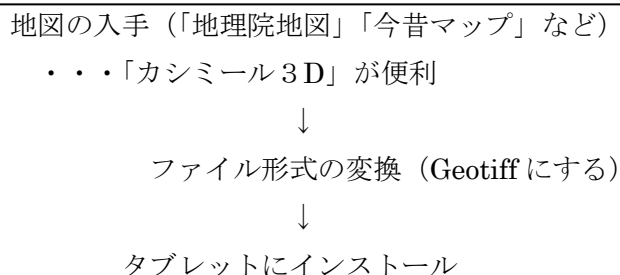 地図の入手（「地理院地図」「今昔マップ」など）
・・・「カシミール３D」が便利
↓
ファイル形式の変換（Geotiff にする）
↓
タブレットにインストール